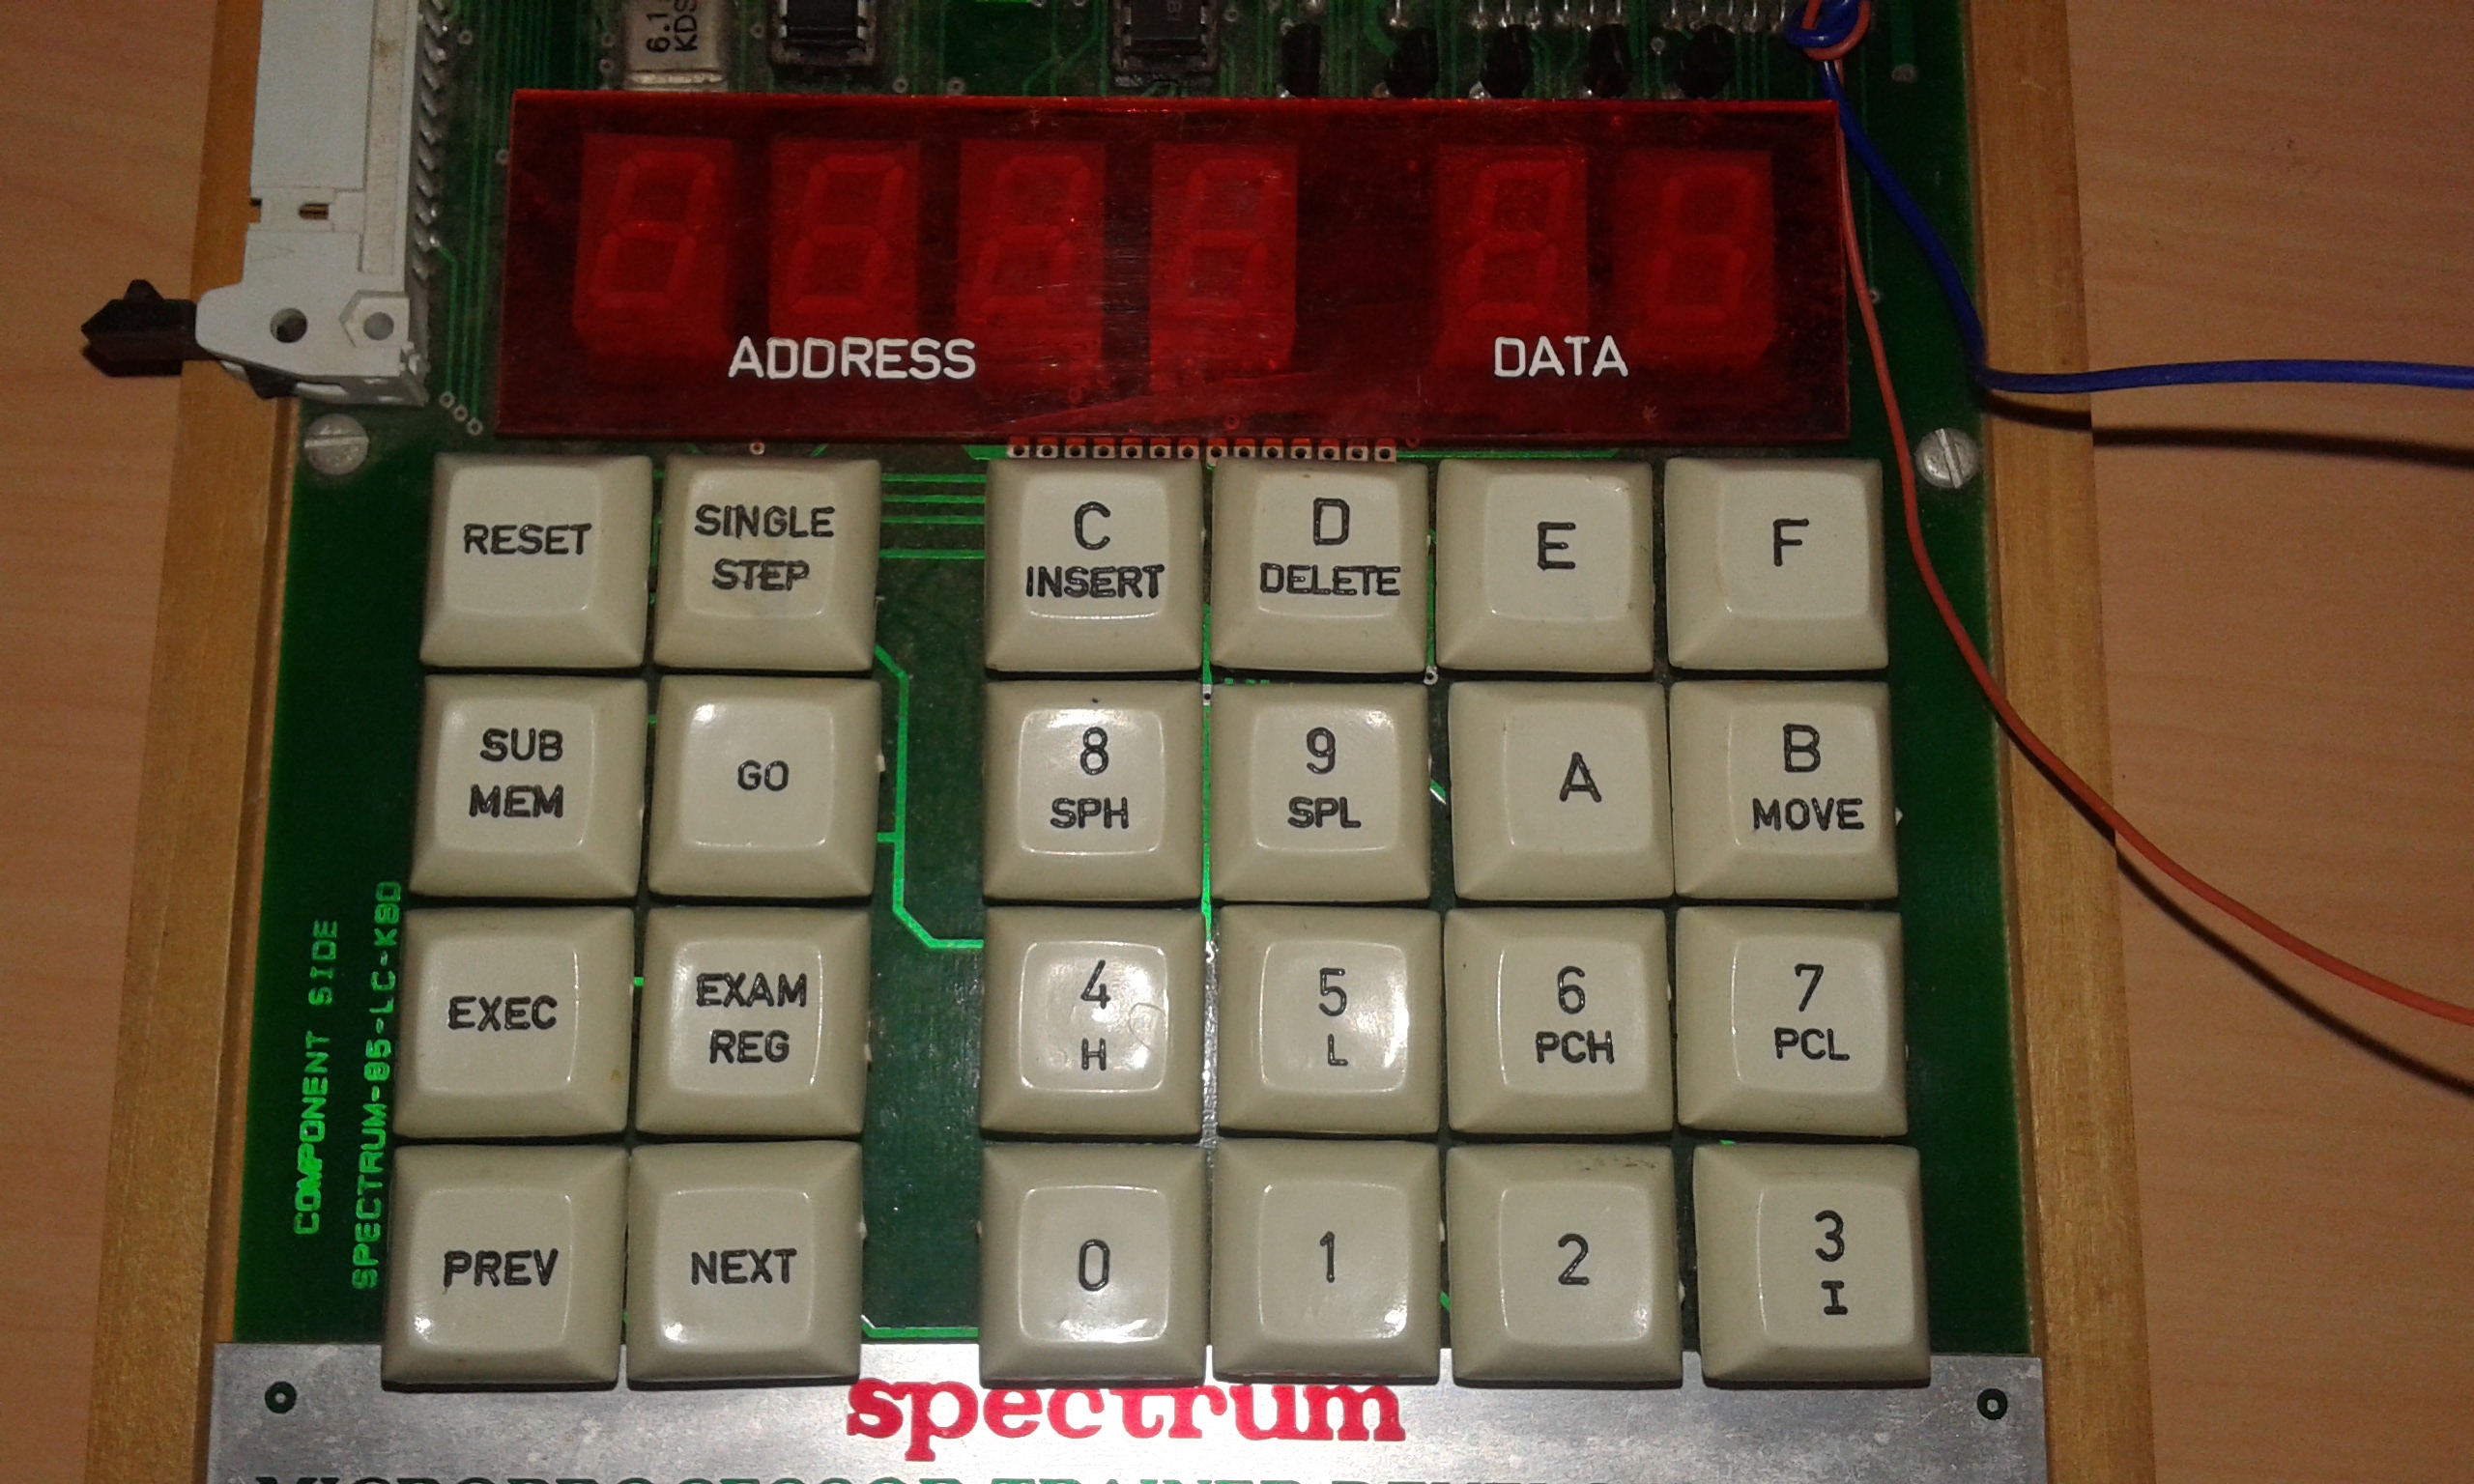 COMPONENT SIDE
SPECTRUM-85-LC-KBD
6.1
KDS
ADDRESS
DATA
RESET
SINGLE
STEP
C
INSERT
D
DELETE
E
F
SUB
MEM
GO
8
SPH
9
SPL
A
B
MOVE
EXEC
EXAM
REG
4
H
5
L
6
PCH
7
PCL
PREV
NEXT
0
1
2
3
I
spectrum